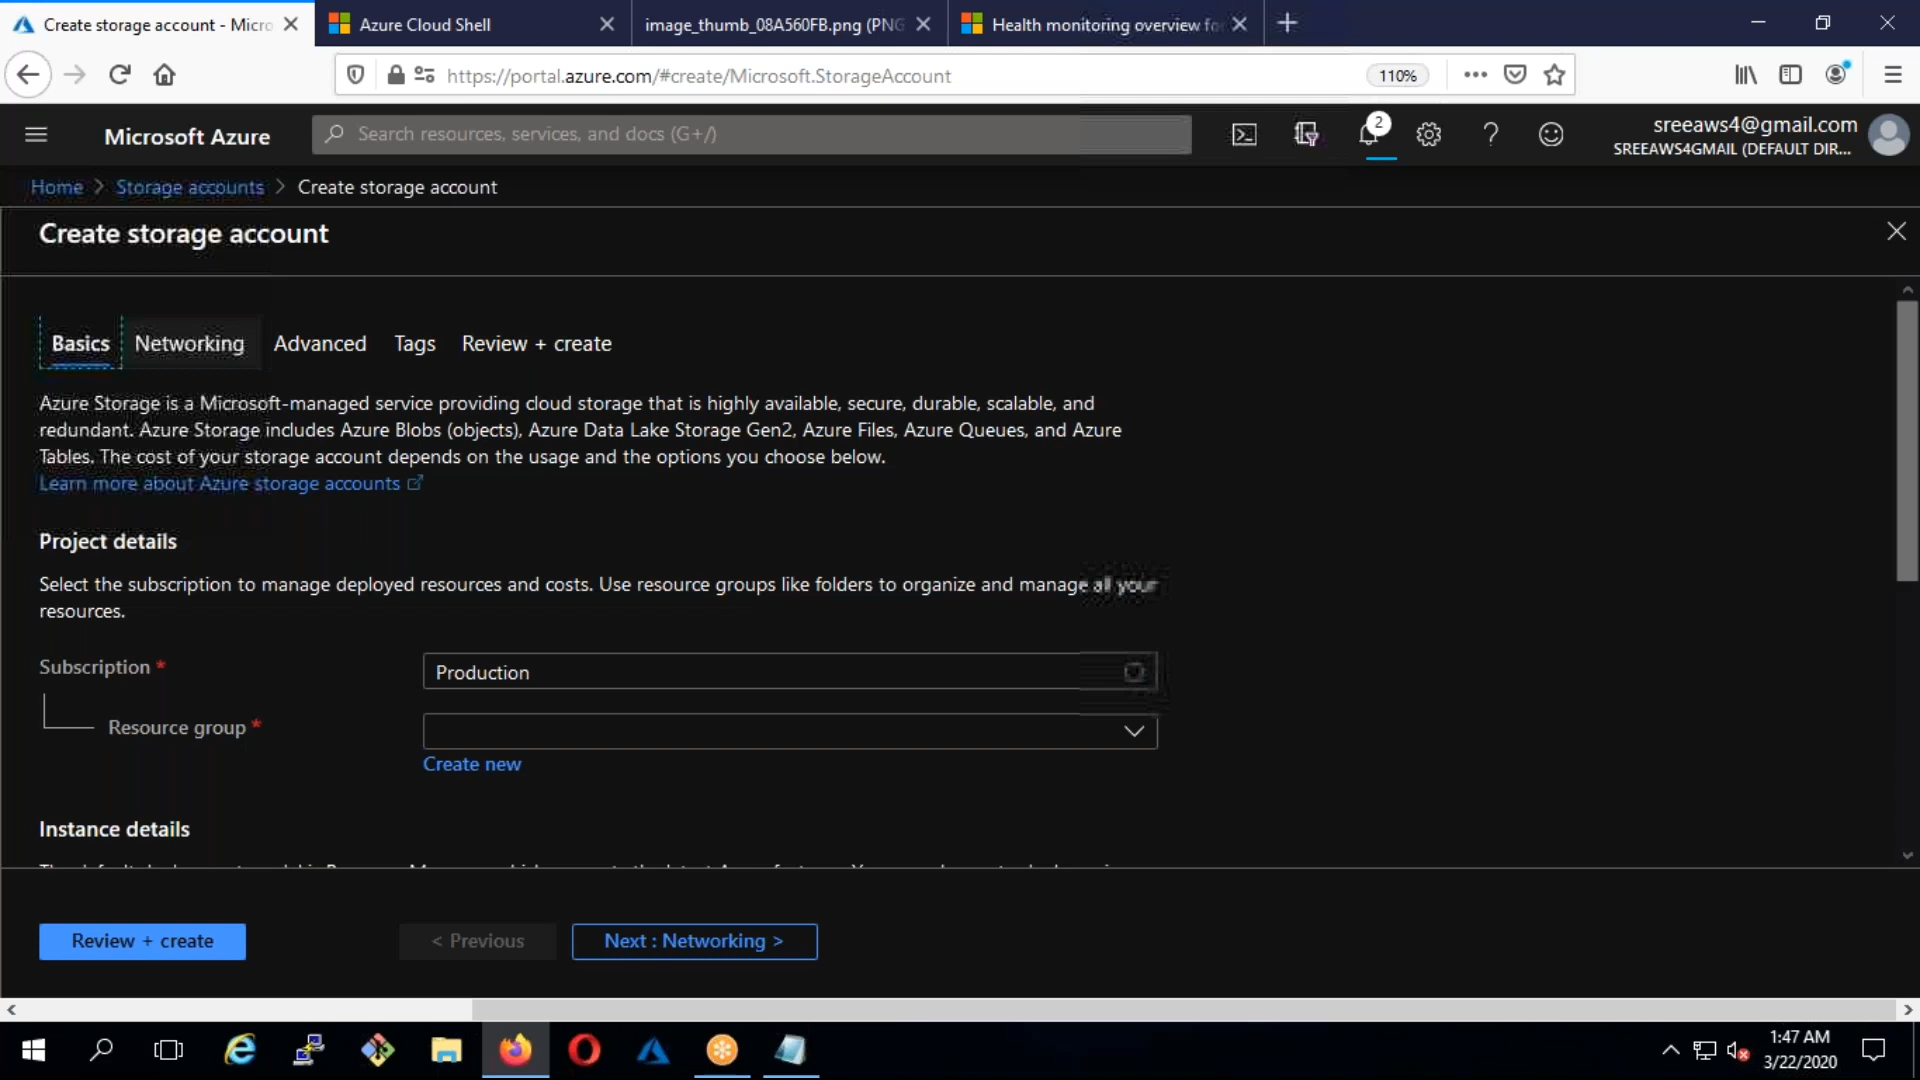 Create storage account - Micro
Azure Cloud Shell
image_thumb_08A560FB.png (PNG
Health monitoring overview fo
https://portal.azure.com/#create/Microsoft.StorageAccount
110%
Microsoft Azure
Search resources, services, and docs (G+/)
2
sreeaws4@gmail.com
SREEAWS4GMAIL (DEFAULT DIR...
Home > Storage accounts > Create storage account
Create storage account
Basics Networking Advanced Tags Review + create
Azure Storage is a Microsoft-managed service providing cloud storage that is highly available, secure, durable, scalable, and
redundant. Azure Storage includes Azure Blobs (objects), Azure Data Lake Storage Gen2, Azure Files, Azure Queues, and Azure
Tables. The cost of your storage account depends on the usage and the options you choose below.
Learn more about Azure storage accounts
Project details
Select the subscription to manage deployed resources and costs. Use resource groups like folders to organize and manage all your
resources.
Subscription *
Production
Resource group *
Create new
Instance details
Review + create
< Previous
Next : Networking >
1:47 AM
3/22/2020